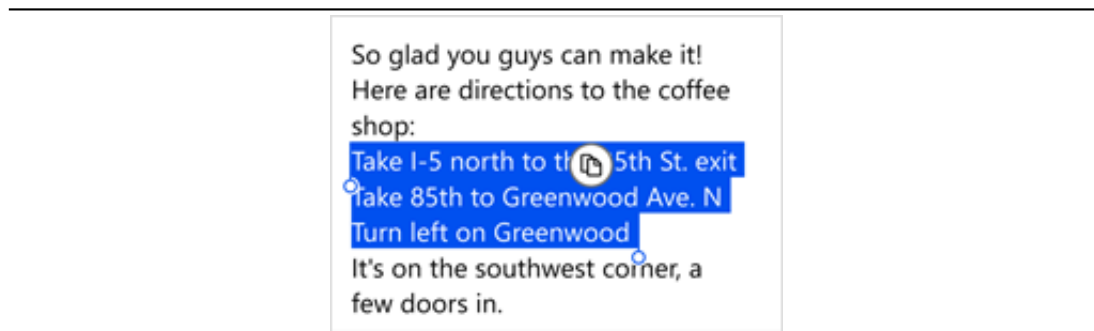 So glad you guys can make it!
Here are directions to the coffee
shop:
Take I-5 north to 5th St. exit
Take 85th to Greenwood Ave. N
Turn left on Greenwood
It's on the southwest corner, a
few doors in.